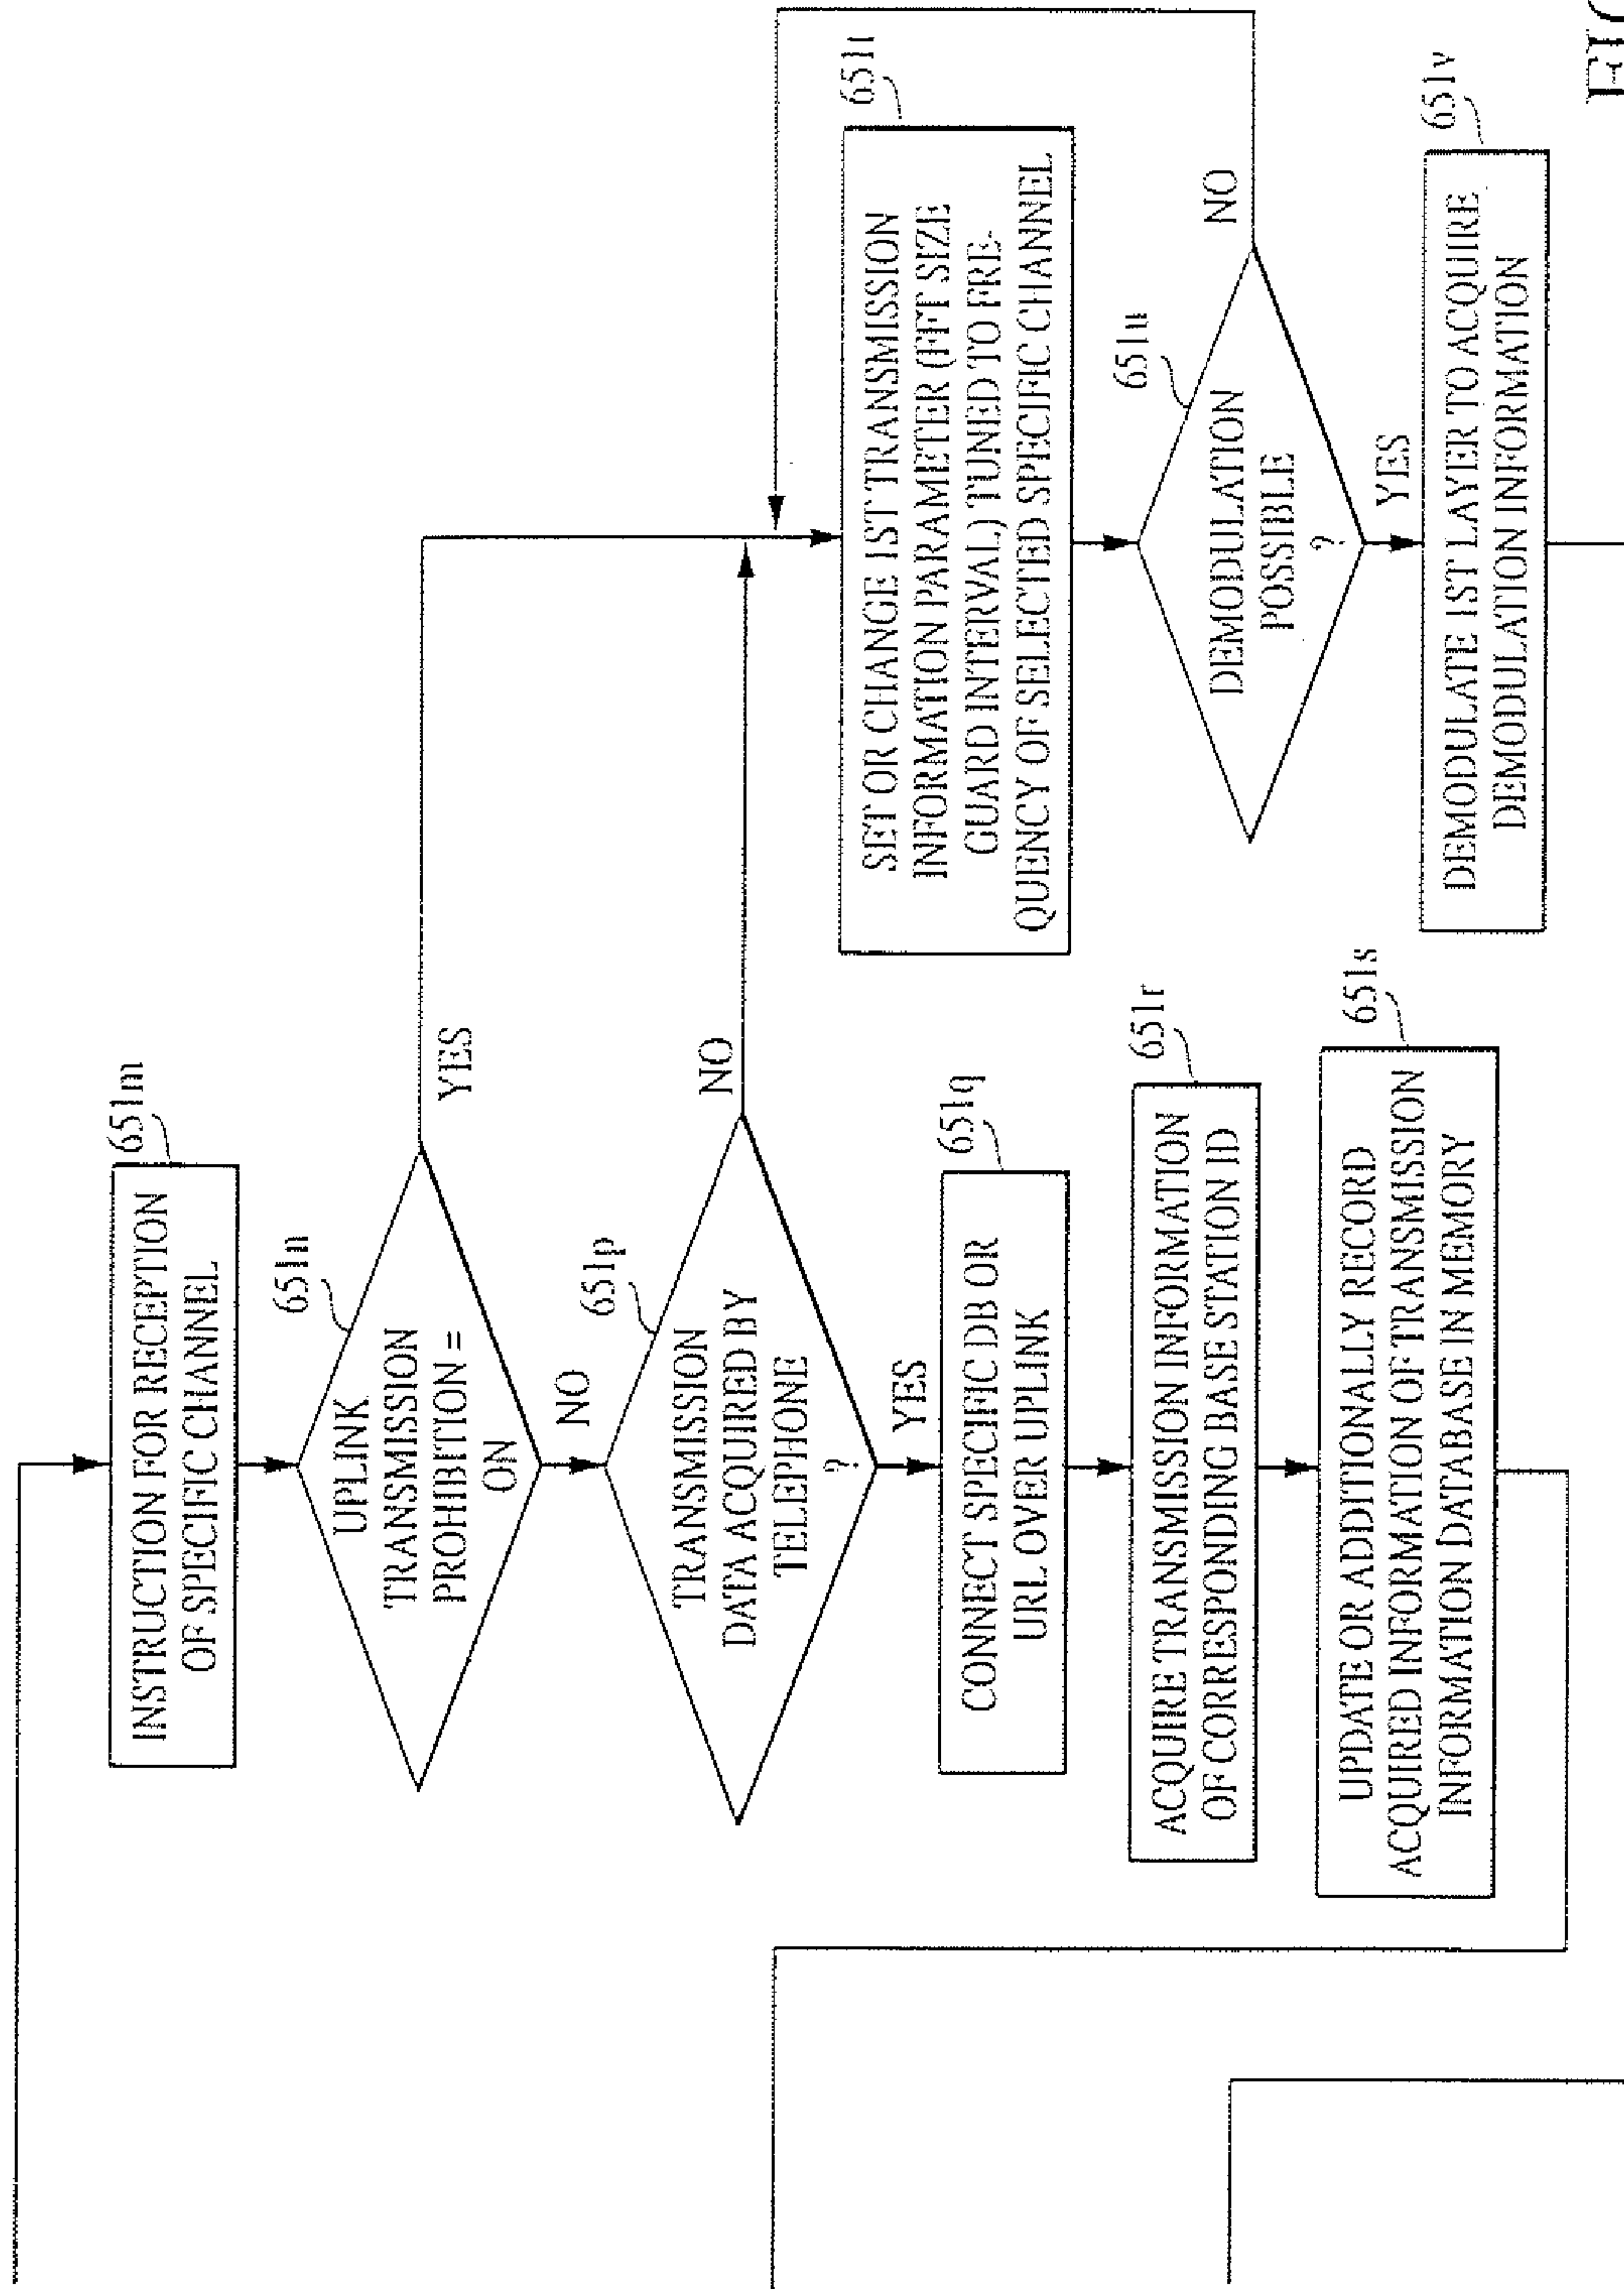 651m
INSTRUCTION FOR RECEPTION
OF SPECIFIC CHANNEL
651n
UPLINK
TRANSMISSION
PROHIBITION =
ON
YES
NO
651p
TRANSMISSION
DATA ACQUIRED BY
TELEPHONE
?
NO
YES
651q
CONNECT SPECIFIC DB OR
URL OVER UPLINK
651r
ACQUIRE TRANSMISSION INFORMATION
OF CORRESPONDING BASE STATION ID
651s
UPDATE OR ADDITIONALLY RECORD
ACQUIRED INFORMATION OF TRANSMISSION
INFORMATION DATABASE IN MEMORY
651t
SET OR CHANGE 1ST TRANSMISSION
INFORMATION PARAMETER (FFT SIZE
GUARD INTERVAL) TUNED TO FRE-
QUENCY OF SELECTED SPECIFIC CHANNEL
651u
DEMODULATION
POSSIBLE
?
NO
YES
651v
DEMODULATE 1ST LAYER TO ACQUIRE
DEMODULATION INFORMATION